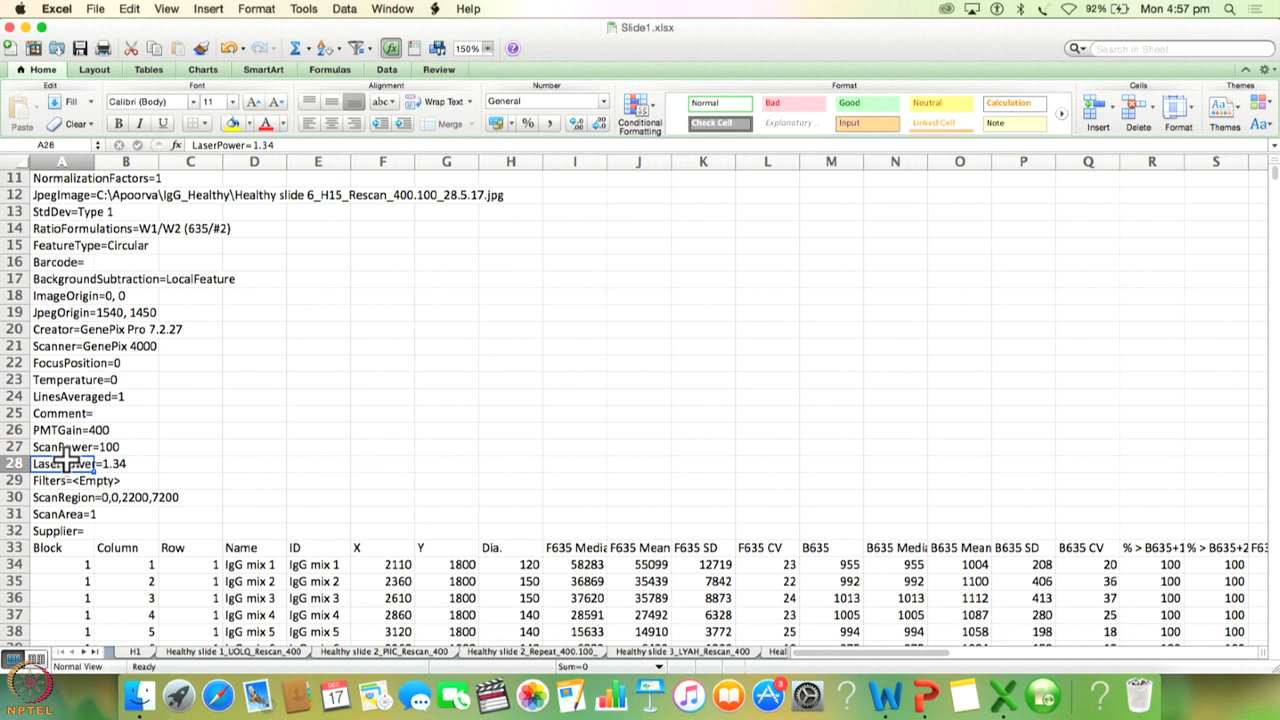 Excel File Edit View Insert Format Tools Data Window Help 92% Mon 4:57 pm
Slide1.xlsx
150% Search in Sheet
Home Layout Tables Charts SmartArt Formulas Data Review
Edit Font Alignment Number Format Cells Themes
Paste Fill Calibri (Body) 11 abc Wrap Text General Conditional Formatting Normal Bad Good Neutral Calculation Insert Delete Format Themes Aa
Clear B I U A Merge % Check Cell Explanatory ... Input Linked Cell Note
A28 fx LaserPower=1.34
A B C D E F G H I J K L M N O P Q R S
11 NormalizationFactors=1
12 JpegImage=C:\Apoorva\IgG_Healthy\Healthy slide 6_H15_Rescan_400.100_28.5.17.jpg
13 StdDev=Type 1
14 RatioFormulations=W1/W2 (635/#2)
15 FeatureType=Circular
16 Barcode=
17 BackgroundSubtraction=LocalFeature
18 ImageOrigin=0, 0
19 JpegOrigin=1540, 1450
20 Creator=GenePix Pro 7.2.27
21 Scanner=GenePix 4000
22 FocusPosition=0
23 Temperature=0
24 LinesAveraged=1
25 Comment=
26 PMTGain=400
27 ScanPower=100
28 LaserPower=1.34
29 Filters=<Empty>
30 ScanRegion=0,0,2200,7200
31 ScanArea=1
32 Supplier=
33 Block Column Row Name ID X Y Dia. F635 Media F635 Mean F635 SD F635 CV B635 B635 Medi B635 Mean B635 SD B635 CV % > B635+1 % > B635+2 F63
34 1 1 1 IgG mix 1 IgG mix 1 2110 1800 120 58283 55099 12719 23 955 955 1004 208 20 100 100
35 1 2 1 IgG mix 2 IgG mix 2 2360 1800 150 36869 35439 7842 22 992 992 1100 406 36 100 100
36 1 3 1 IgG mix 3 IgG mix 3 2610 1800 150 37620 35789 8873 24 1013 1013 1112 413 37 100 100
37 1 4 1 IgG mix 4 IgG mix 4 2860 1800 140 28591 27492 6328 23 1005 1005 1087 280 25 100 100
38 1 5 1 IgG mix 5 IgG mix 5 3120 1800 140 15633 14910 3772 25 994 994 1058 198 18 100 100
H1 Healthy slide 1_LOLQ_Rescan_400 Healthy slide 2_PIIC_Rescan_400 Healthy slide 2_Repeat_400.100_ Healthy slide 3_LYAH_Rescan_400 Heal
Normal View Ready Sum=0
DEC 17 3
NPTEL